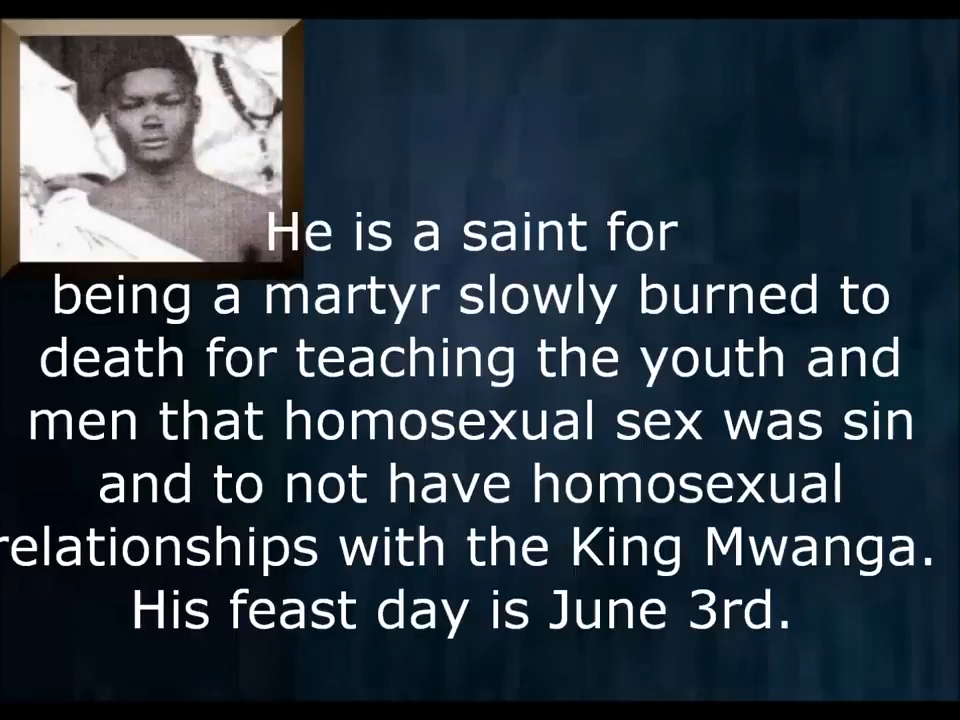 He is a saint for
being a martyr slowly burned to
death for teaching the youth and
men that homosexual sex was sin
and to not have homosexual
relationships with the King Mwanga.
His feast day is June 3rd.